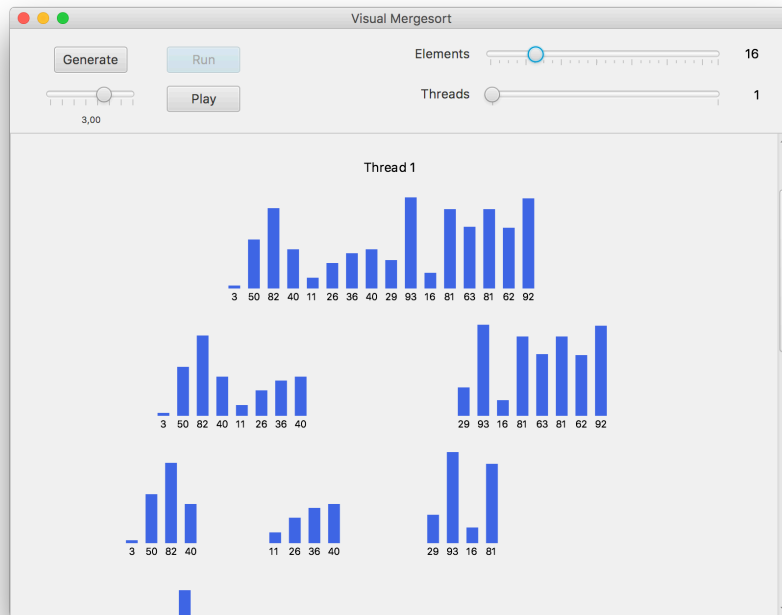 Visual Mergesort
Generate Run Elements 16
Play Threads 1
3,00
Thread 1
3 50 82 40 11 26 36 40 29 93 16 81 63 81 62 92
3 50 82 40 11 26 36 40 29 93 16 81 63 81 62 92
3 50 82 40 11 26 36 40 29 93 16 81